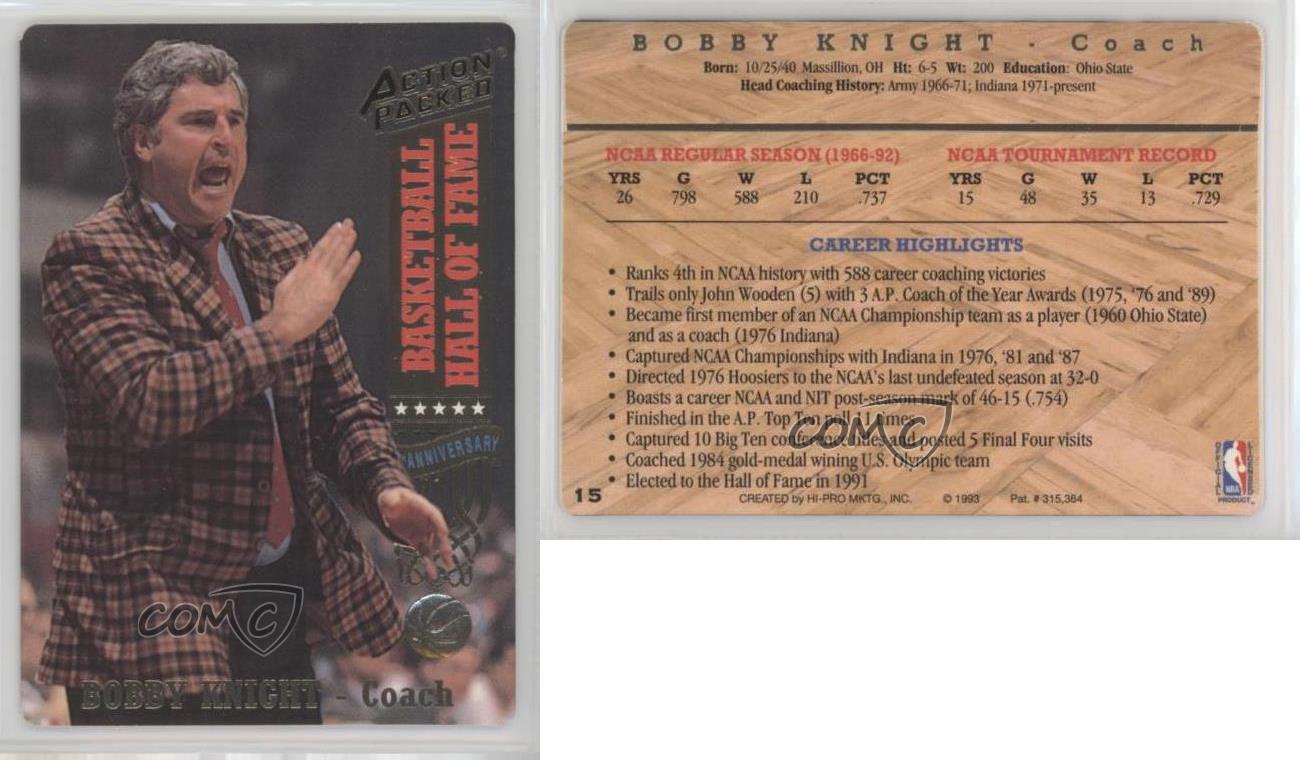 ACTION
PACKED
®
BASKETBALL
HALL OF FAME
ANNIVERSARY
COMC
BOBBY KNIGHT - Coach
BOBBY KNIGHT - Coach
Born: 10/25/40 Massillion, OH Ht: 6-5 Wt: 200 Education: Ohio State
Head Coaching History: Army 1966-71; Indiana 1971-present
NCAA REGULAR SEASON (1966-92) NCAA TOURNAMENT RECORD
YRS G W L PCT YRS G W L PCT
26 798 588 210 .737 15 48 35 13 .729
CAREER HIGHLIGHTS
• Ranks 4th in NCAA history with 588 career coaching victories
• Trails only John Wooden (5) with 3 A.P. Coach of the Year Awards (1975, '76 and '89)
• Became first member of an NCAA Championship team as a player (1960 Ohio State)
and as a coach (1976 Indiana)
• Captured NCAA Championships with Indiana in 1976, '81 and '87
• Directed 1976 Hoosiers to the NCAA's last undefeated season at 32-0
• Boasts a career NCAA and NIT post-season mark of 46-15 (.754)
• Finished in the A.P. Top Ten poll times
COMC
• Captured 10 Big Ten conference titles and posted 5 Final Four visits
• Coached 1984 gold-medal wining U.S. Olympic team
• Elected to the Hall of Fame in 1991
15 CREATED by HI-PRO MKTG., INC. © 1993 Pat. # 315,364
OFFICIAL LICENSED
NBA
PRODUCT